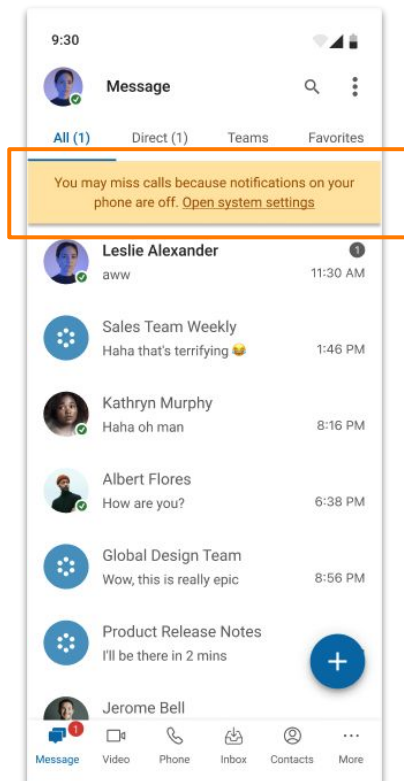 9:30
Message
All (1) Direct (1) Teams Favorites
You may miss calls because notifications on your
phone are off. Open system settings
Leslie Alexander 1
aww 11:30 AM
Sales Team Weekly
Haha that's terrifying 😂 1:46 PM
Kathryn Murphy
Haha oh man 8:16 PM
Albert Flores
How are you? 6:38 PM
Global Design Team
Wow, this is really epic 8:56 PM
Product Release Notes
I'll be there in 2 mins
Jerome Bell
1
Message Video Phone Inbox Contacts More